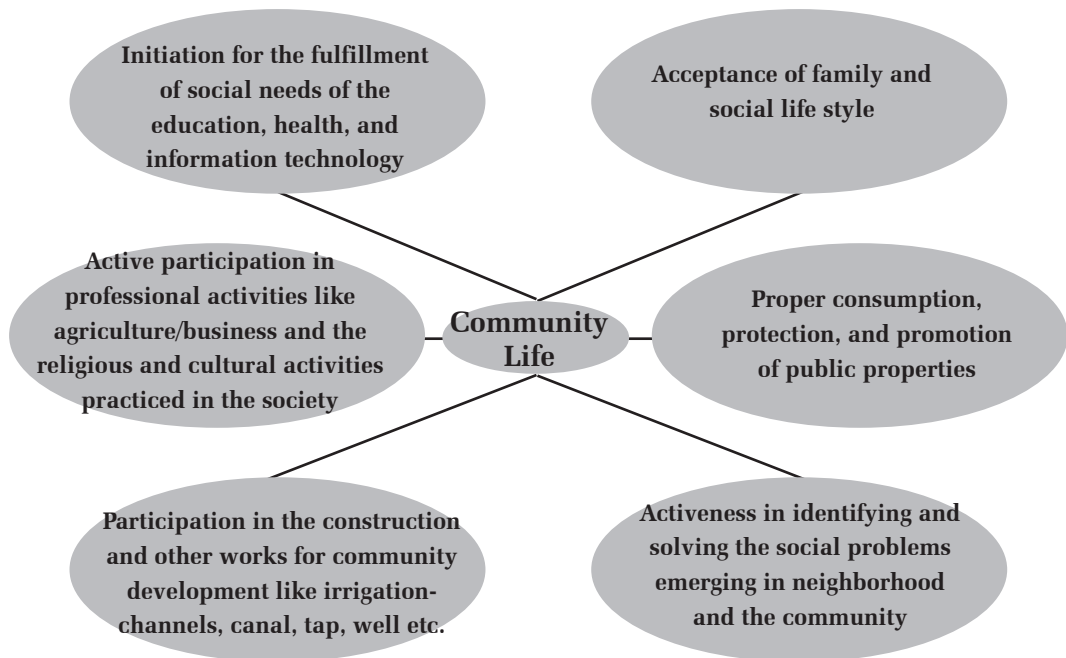 Initiation for the fulfillment
of social needs of the
education, health, and
information technology
Acceptance of family and
social life style
Active participation in
professional activities like
agriculture/business and the
religious and cultural activities
practiced in the society
Community
Life
Proper consumption,
protection, and promotion
of public properties
Participation in the construction
and other works for community
development like irrigation-
channels, canal, tap, well etc.
Activeness in identifying and
solving the social problems
emerging in neighborhood
and the community